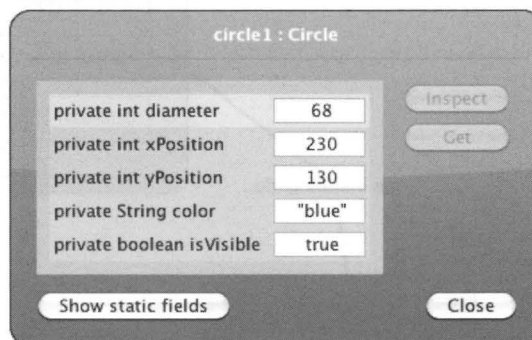 circle1 : Circle
private int diameter 68
Inspect
private int xPosition 230
Get
private int yPosition 130
private String color "blue"
private boolean isVisible true
Show static fields
Close